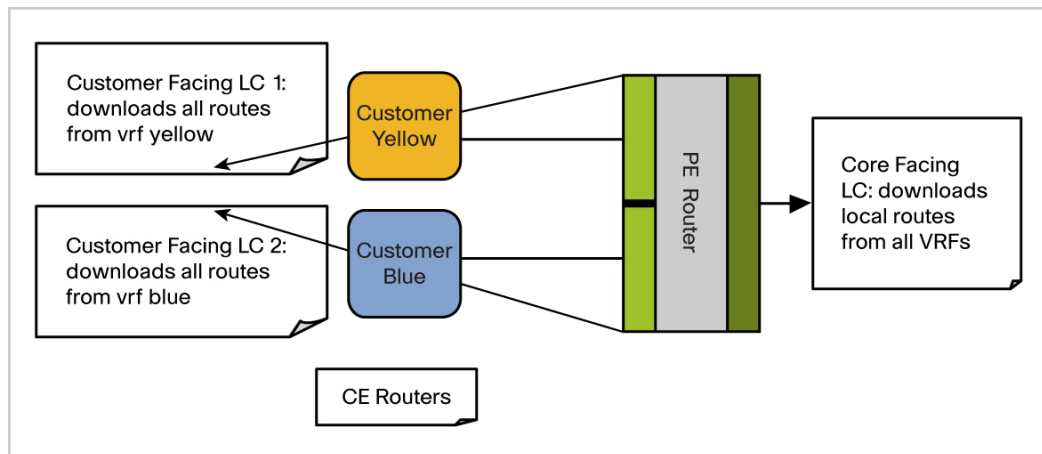 Customer Facing LC 1:
downloads all routes
from vrf yellow
Customer
Yellow
Customer Facing LC 2:
downloads all routes
from vrf blue
Customer
Blue
PE Router
Core Facing
LC: downloads
local routes
from all VRFs
CE Routers